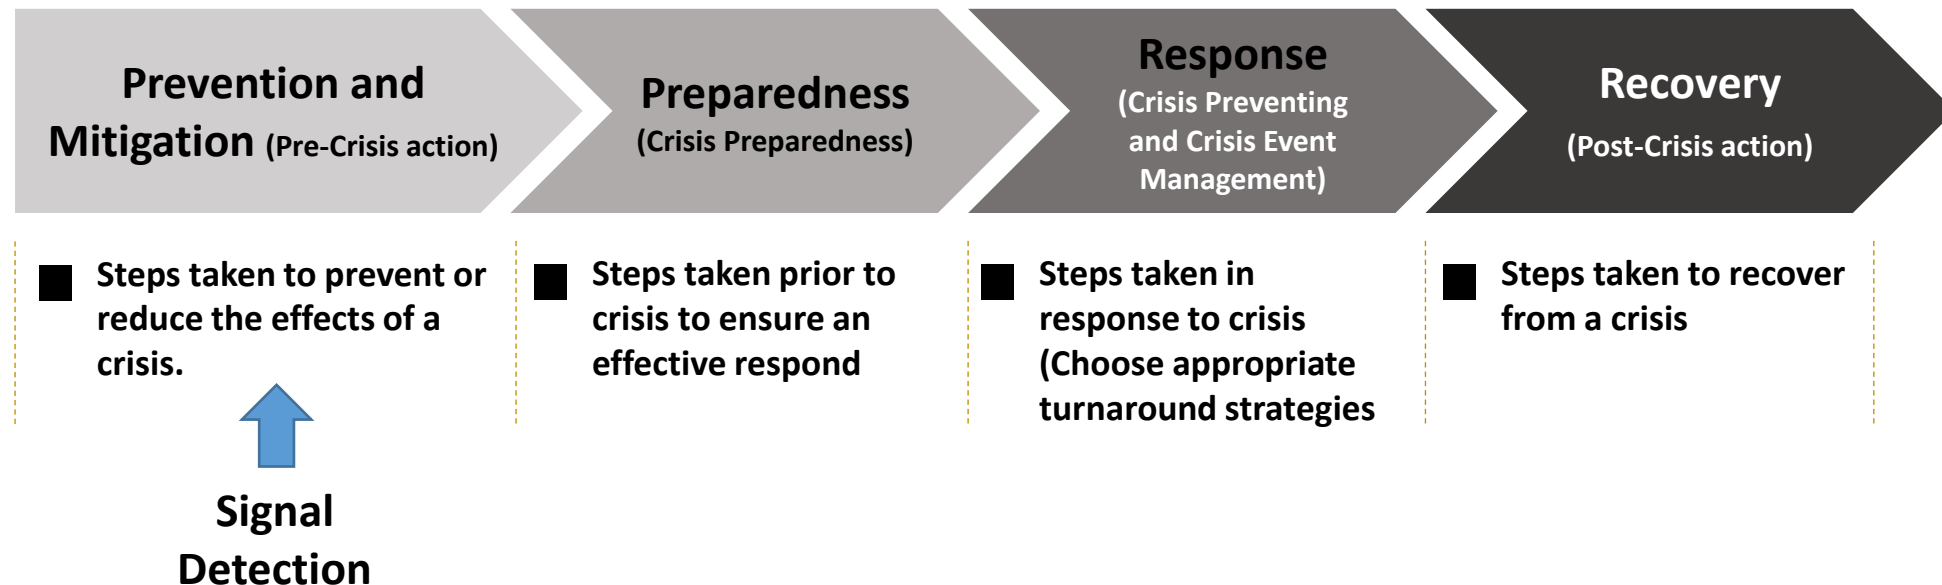 Prevention and
Mitigation (Pre-Crisis action)
Preparedness
(Crisis Preparedness)
Response
(Crisis Preventing
and Crisis Event
Management)
Recovery
(Post-Crisis action)
Steps taken to prevent or
reduce the effects of a
crisis.
Steps taken prior to
crisis to ensure an
effective respond
Steps taken in
response to crisis
(Choose appropriate
turnaround strategies
Steps taken to recover
from a crisis
Signal
Detection